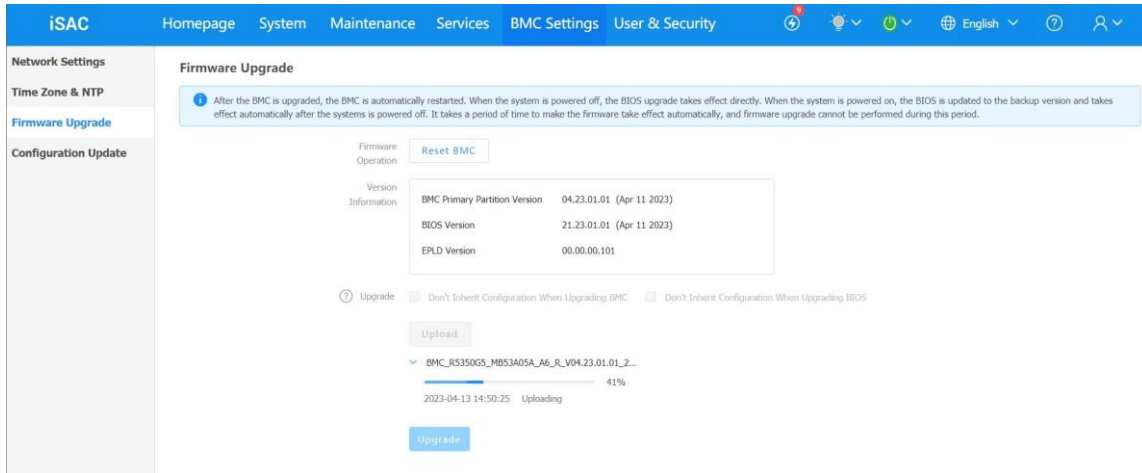 iSAC Homepage System Maintenance Services BMC Settings User & Security 9 English
Network Settings
Time Zone & NTP
Firmware Upgrade
Configuration Update
Firmware Upgrade
After the BMC is upgraded, the BMC is automatically restarted. When the system is powered off, the BIOS upgrade takes effect directly. When the system is powered on, the BIOS is updated to the backup version and takes
effect automatically after the systems is powered off. It takes a period of time to make the firmware take effect automatically, and firmware upgrade cannot be performed during this period.
Firmware
Operation
Reset BMC
Version
Information
BMC Primary Partition Version 04.23.01.01 (Apr 11 2023)
BIOS Version 21.23.01.01 (Apr 11 2023)
EPLD Version 00.00.00.101
Upgrade Don't Inherit Configuration When Upgrading BMC Don't Inherit Configuration When Upgrading BIOS
Upload
BMC_R5350G5_MB53A05A_A6_R_V04.23.01.01_2...
41%
2023-04-13 14:50:25 Uploading
Upgrade